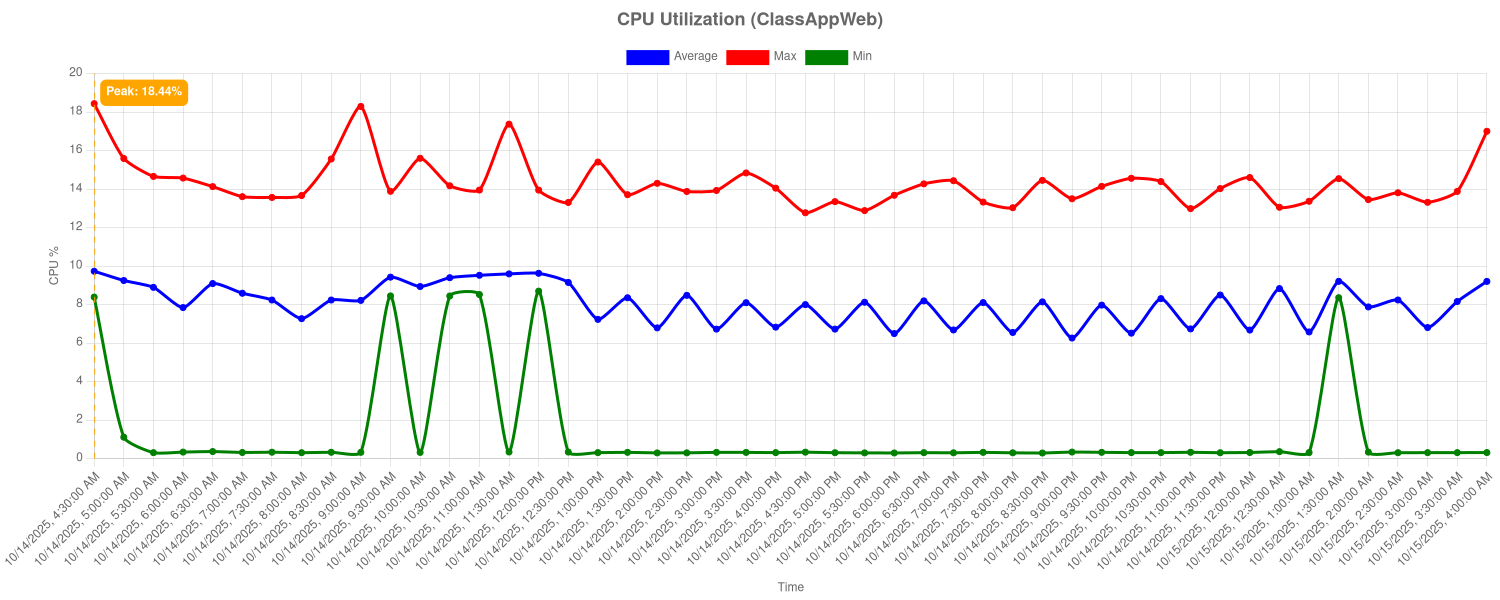 CPU Utilization (ClassAppWeb)
Average Max Min
Peak: 18.44%
CPU %
20
18
16
14
12
10
8
6
4
2
0
10/14/2025, 4:30:00 AM
10/14/2025, 5:00:00 AM
10/14/2025, 5:30:00 AM
10/14/2025, 6:00:00 AM
10/14/2025, 6:30:00 AM
10/14/2025, 7:00:00 AM
10/14/2025, 7:30:00 AM
10/14/2025, 8:00:00 AM
10/14/2025, 8:30:00 AM
10/14/2025, 9:00:00 AM
10/14/2025, 9:30:00 AM
10/14/2025, 10:00:00 AM
10/14/2025, 10:30:00 AM
10/14/2025, 11:00:00 AM
10/14/2025, 11:30:00 AM
10/14/2025, 12:00:00 PM
10/14/2025, 12:30:00 PM
10/14/2025, 1:00:00 PM
10/14/2025, 1:30:00 PM
10/14/2025, 2:00:00 PM
10/14/2025, 2:30:00 PM
10/14/2025, 3:00:00 PM
10/14/2025, 3:30:00 PM
10/14/2025, 4:00:00 PM
10/14/2025, 4:30:00 PM
10/14/2025, 5:00:00 PM
10/14/2025, 5:30:00 PM
10/14/2025, 6:00:00 PM
10/14/2025, 6:30:00 PM
10/14/2025, 7:00:00 PM
10/14/2025, 7:30:00 PM
10/14/2025, 8:00:00 PM
10/14/2025, 8:30:00 PM
10/14/2025, 9:00:00 PM
10/14/2025, 9:30:00 PM
10/14/2025, 10:00:00 PM
10/14/2025, 10:30:00 PM
10/14/2025, 11:00:00 PM
10/14/2025, 11:30:00 PM
10/15/2025, 12:00:00 AM
10/15/2025, 12:30:00 AM
10/15/2025, 1:00:00 AM
10/15/2025, 1:30:00 AM
10/15/2025, 2:00:00 AM
10/15/2025, 2:30:00 AM
10/15/2025, 3:00:00 AM
10/15/2025, 3:30:00 AM
10/15/2025, 4:00:00 AM
Time